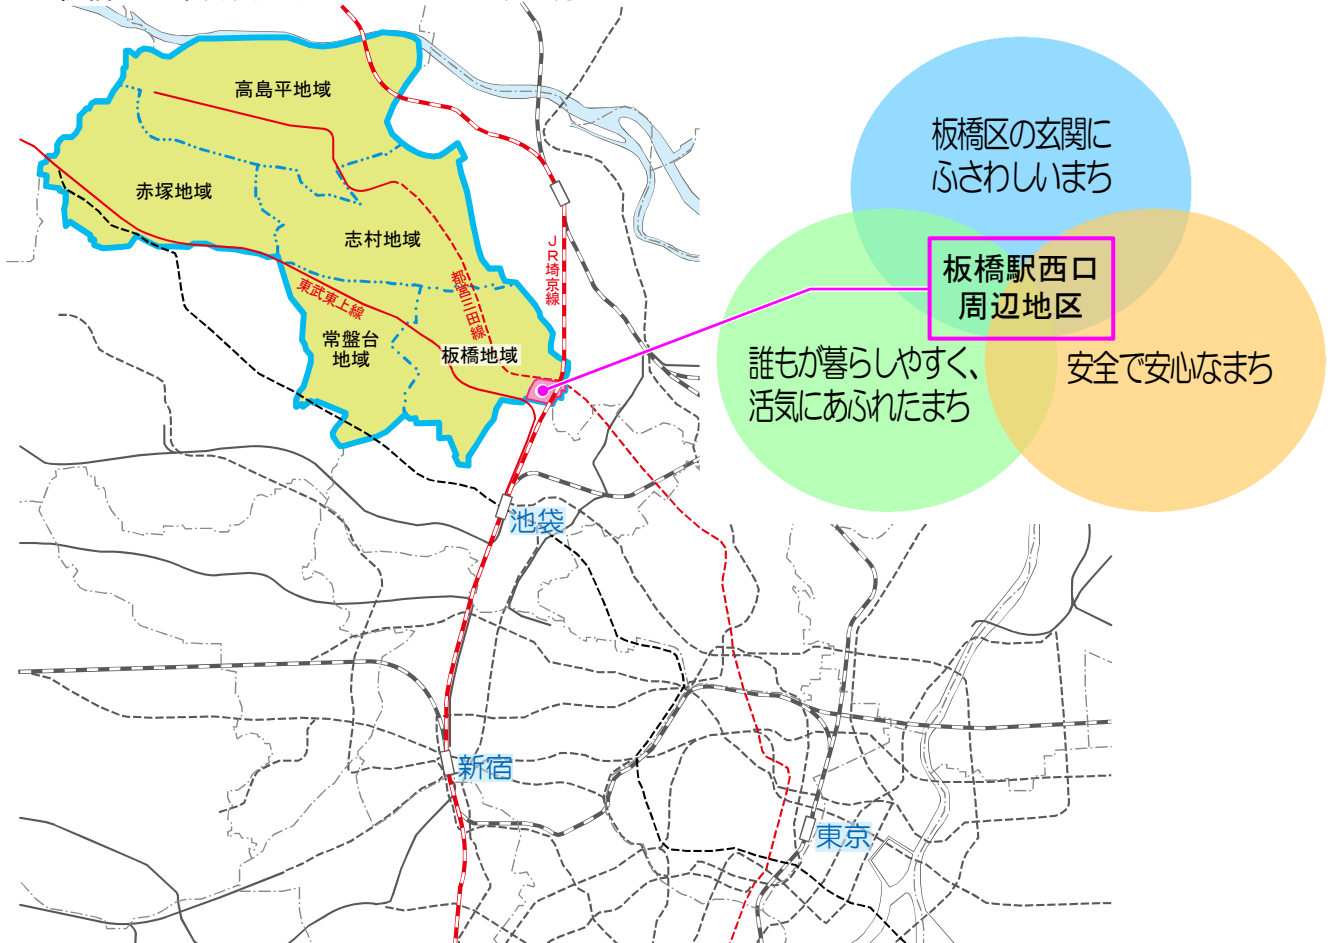 高島平地域
赤塚地域
志村地域
東武東上線
都営三田線
JR埼京線
常盤台
地域
板橋地域
池袋
新宿
東京
板橋区の玄関に
ふさわしいまち
板橋駅西口
周辺地区
誰もが暮らしやすく、
活気にあふれたまち
安全で安心なまち